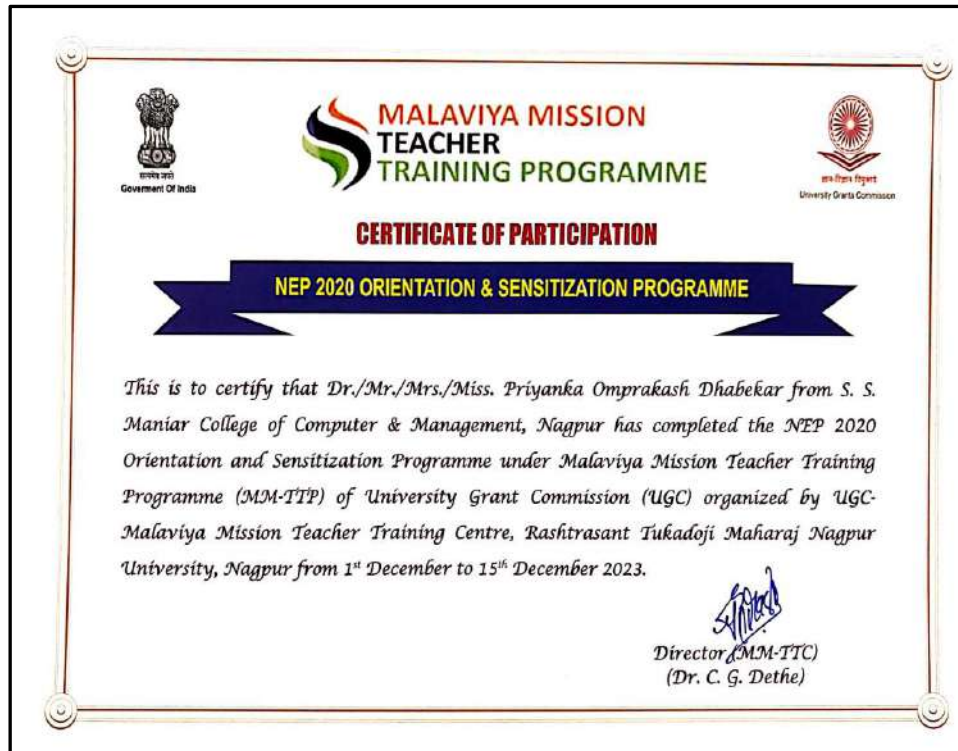 सत्यमेव जयते
Goverment Of India
MALAVIYA MISSION
TEACHER
TRAINING PROGRAMME
ज्ञान-विज्ञान विमुक्तये
University Grants Commission
CERTIFICATE OF PARTICIPATION
NEP 2020 ORIENTATION & SENSITIZATION PROGRAMME
This is to certify that Dr./Mr./Mrs./Miss. Priyanka Omprakash Dhabekar from S. S.
Maniar College of Computer & Management, Nagpur has completed the NEP 2020
Orientation and Sensitization Programme under Malaviya Mission Teacher Training
Programme (MM-TTP) of University Grant Commission (UGC) organized by UGC-
Malaviya Mission Teacher Training Centre, Rashtrasant Tukadoji Maharaj Nagpur
University, Nagpur from 1st December to 15th December 2023.
Director (MM-TTC)
(Dr. C. G. Dethe)